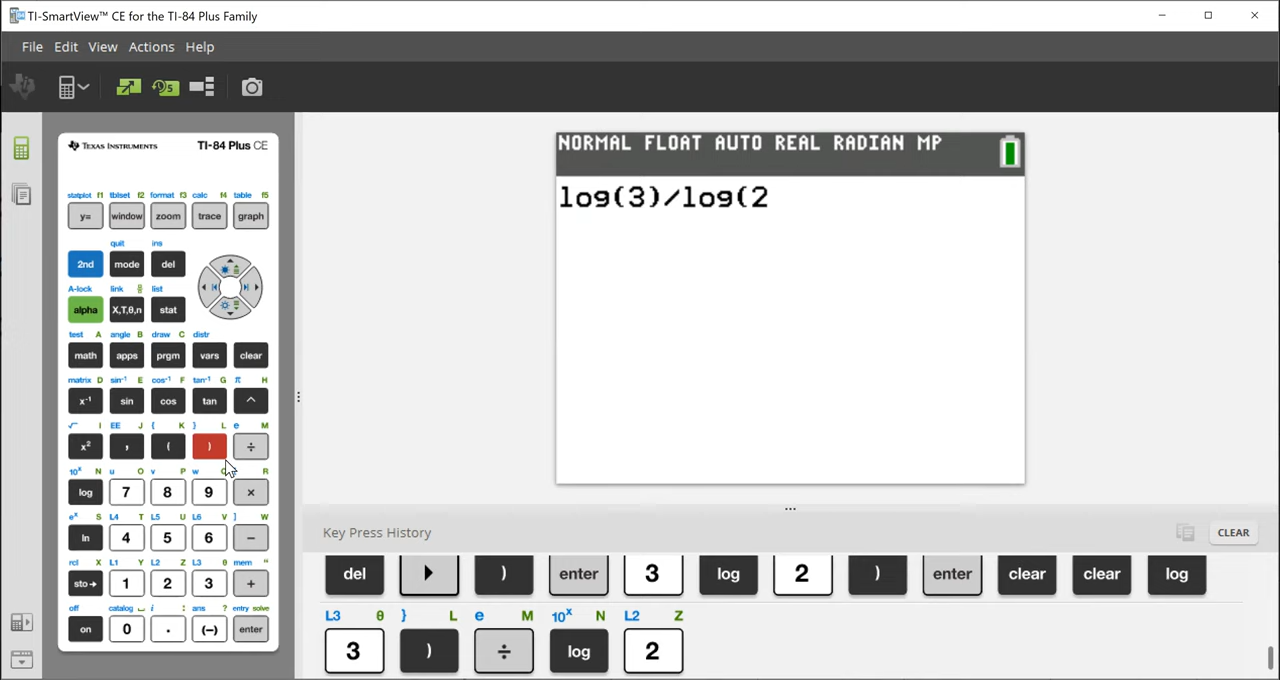 TI-SmartView™ CE for the TI-84 Plus Family
File Edit View Actions Help
TEXAS INSTRUMENTS TI-84 Plus CE
statplot f1 tblset f2 format f3 calc f4 table f5
y= window zoom trace graph
quit ins
2nd mode del
A-lock link list
alpha X,T,θ,n stat
test A angle B draw C distr
math apps prgm vars clear
matrix D sin⁻¹ E cos⁻¹ F tan⁻¹ G π H
x⁻¹ sin cos tan ^
√ I EE J { K } L e M
x² , ( ) ÷
10ˣ N u O v P w Q R
log 7 8 9 ×
eˣ S L4 T L5 U L6 V ] W
ln 4 5 6 −
rcl X L1 Y L2 Z L3 θ mem "
sto→ 1 2 3 +
off catalog ⎵ i : ans ? entry solve
on 0 . (−) enter
NORMAL FLOAT AUTO REAL RADIAN MP
log(3)/log(2
Key Press History CLEAR
del ) enter 3 log 2 ) enter clear clear log
L3 θ } L e M 10ˣ N L2 Z
3 ) ÷ log 2